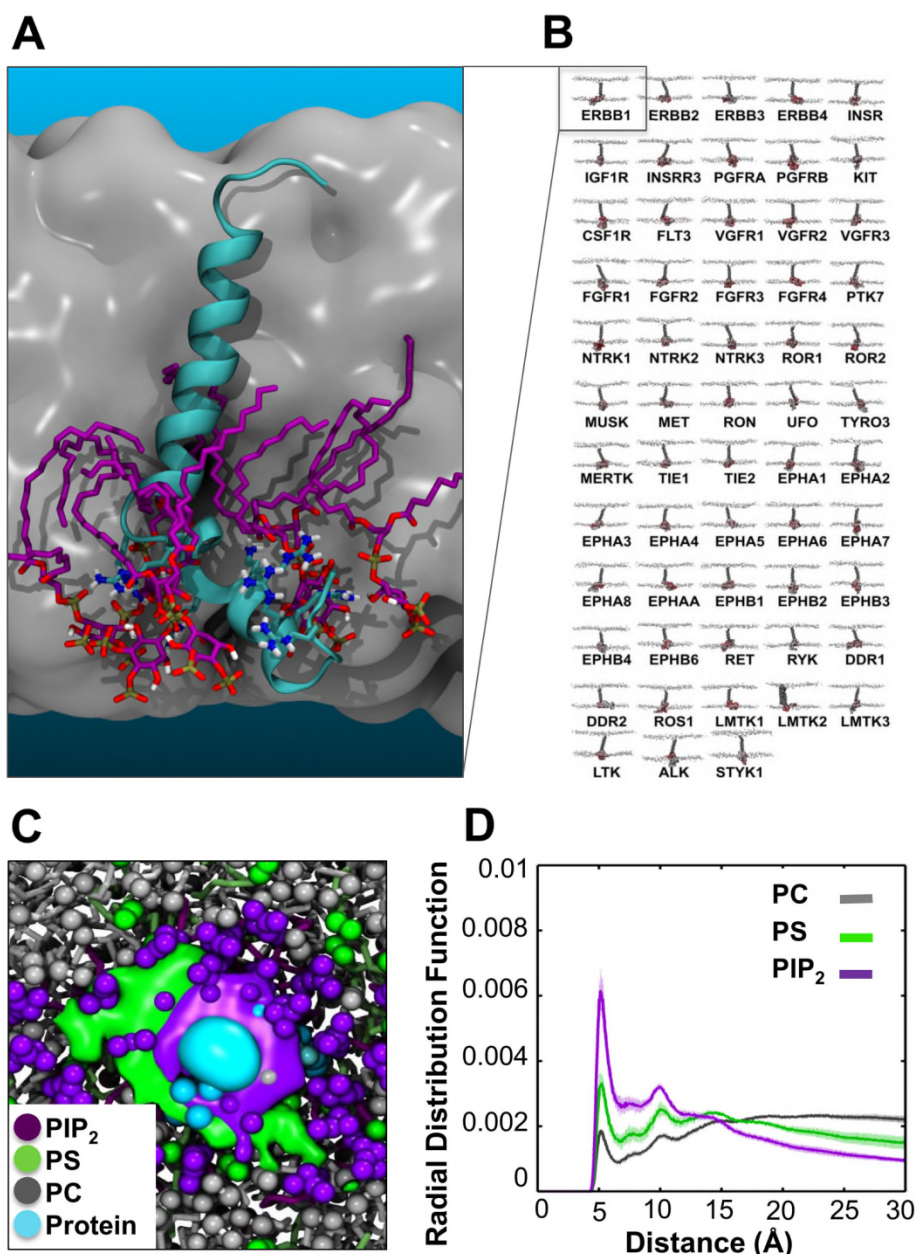 A
B
ERBB1 ERBB2 ERBB3 ERBB4 INSR
IGF1R INSRR3 PGFRA PGFRB KIT
CSF1R FLT3 VGFR1 VGFR2 VGFR3
FGFR1 FGFR2 FGFR3 FGFR4 PTK7
NTRK1 NTRK2 NTRK3 ROR1 ROR2
MUSK MET RON UFO TYRO3
MERTK TIE1 TIE2 EPHA1 EPHA2
EPHA3 EPHA4 EPHA5 EPHA6 EPHA7
EPHA8 EPHAA EPHB1 EPHB2 EPHB3
EPHB4 EPHB6 RET RYK DDR1
DDR2 ROS1 LMTK1 LMTK2 LMTK3
LTK ALK STYK1
C
PIP₂
PS
PC
Protein
D
Radial Distribution Function
0.01
0.008
0.006
0.004
0.002
0
PC
PS
PIP₂
0 5 10 15 20 25 30
Distance (Å)